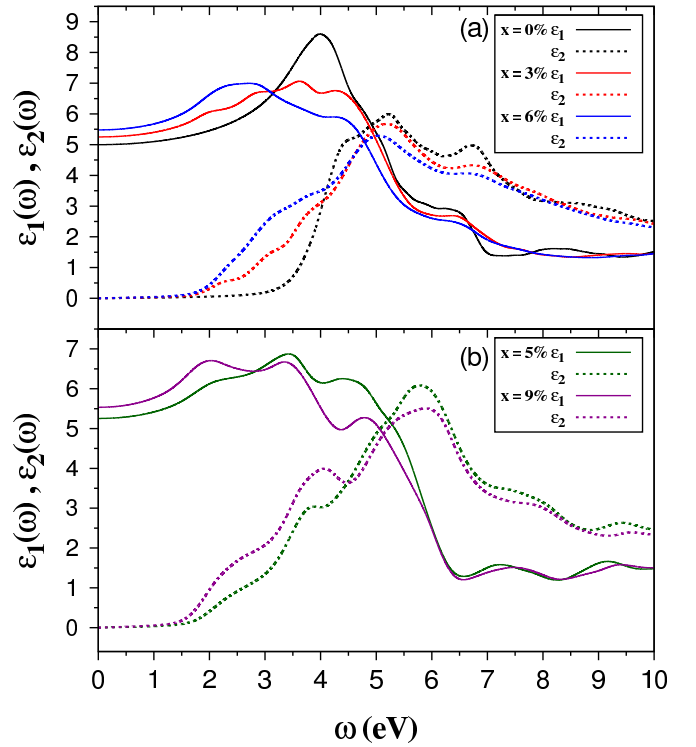 (a)
x = 0% ε₁
ε₂
x = 3% ε₁
ε₂
x = 6% ε₁
ε₂
9
8
7
6
5
4
3
2
1
0
ε₁(ω) , ε₂(ω)
(b)
x = 5% ε₁
ε₂
x = 9% ε₁
ε₂
7
6
5
4
3
2
1
0
ε₁(ω) , ε₂(ω)
0 1 2 3 4 5 6 7 8 9 10
ω (eV)